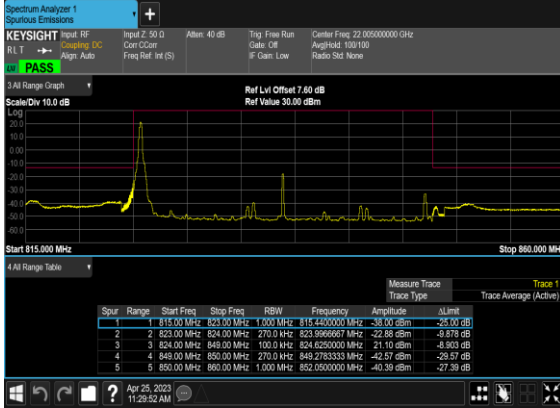 Spectrum Analyzer 1
Spurious Emissions
+
KEYSIGHT Input: RF Input Z: 50 Ω Atten: 40 dB Trig: Free Run Center Freq: 22.005000000 GHz
RLT Coupling: DC Corr CCorr Gate: Off Avg|Hold: 100/100
Align: Auto Freq Ref: Int (S) IF Gain: Low Radio Std: None
LXI PASS
3 All Range Graph
Ref Lvl Offset 7.60 dB
Scale/Div 10.0 dB Ref Value 30.00 dBm
Log
20.0
10.0
0.00
-10.0
-20.0
-30.0
-40.0
-50.0
-60.0
Start 815.000 MHz Stop 860.000 MH
4 All Range Table
Measure Trace Trace 1
Trace Type Trace Average (Active)
Spur Range Start Freq Stop Freq RBW Frequency Amplitude ΔLimit
1 1 815.00 MHz 823.00 MHz 1.000 MHz 815.4400000 MHz -38.00 dBm -25.00 dB
2 2 823.00 MHz 824.00 MHz 270.0 kHz 823.9966667 MHz -22.88 dBm -9.878 dB
3 3 824.00 MHz 849.00 MHz 100.0 kHz 824.6250000 MHz 21.10 dBm -8.903 dB
4 4 849.00 MHz 850.00 MHz 270.0 kHz 849.2783333 MHz -42.57 dBm -29.57 dB
5 5 850.00 MHz 860.00 MHz 1.000 MHz 852.0500000 MHz -40.39 dBm -27.39 dB
? Apr 25, 2023
11:29:52 AM